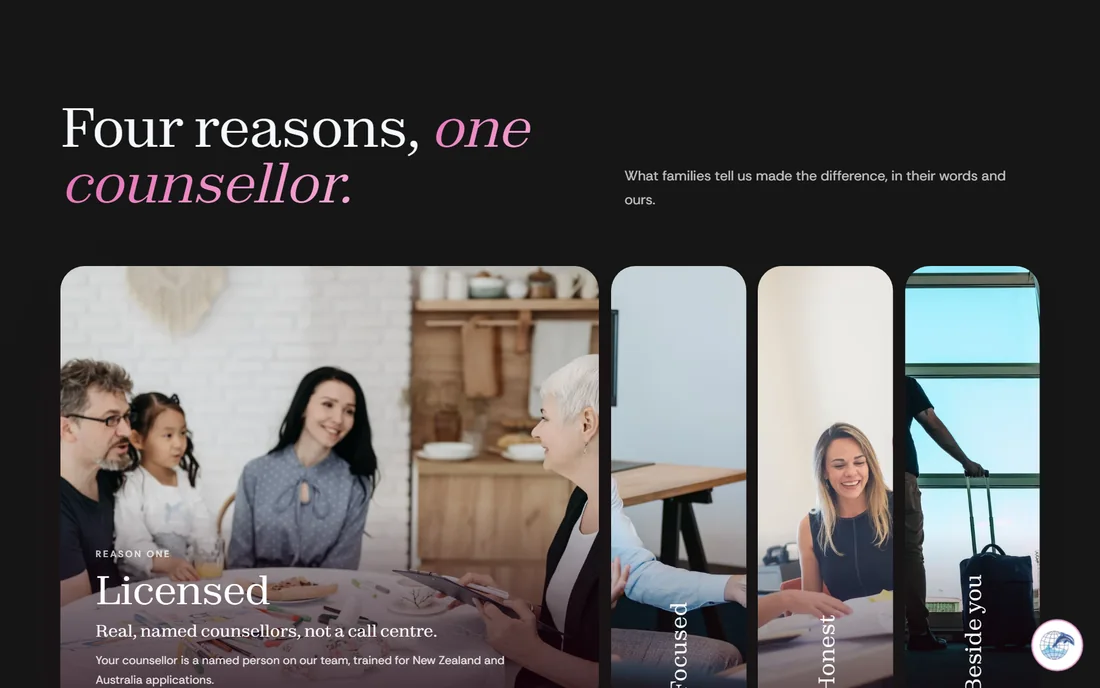 Four reasons, one
counsellor.
What families tell us made the difference, in their words and
ours.
REASON ONE
Licensed
Real, named counsellors, not a call centre.
Your counsellor is a named person on our team, trained for New Zealand and
Australia applications.
Focused
Honest
Beside you